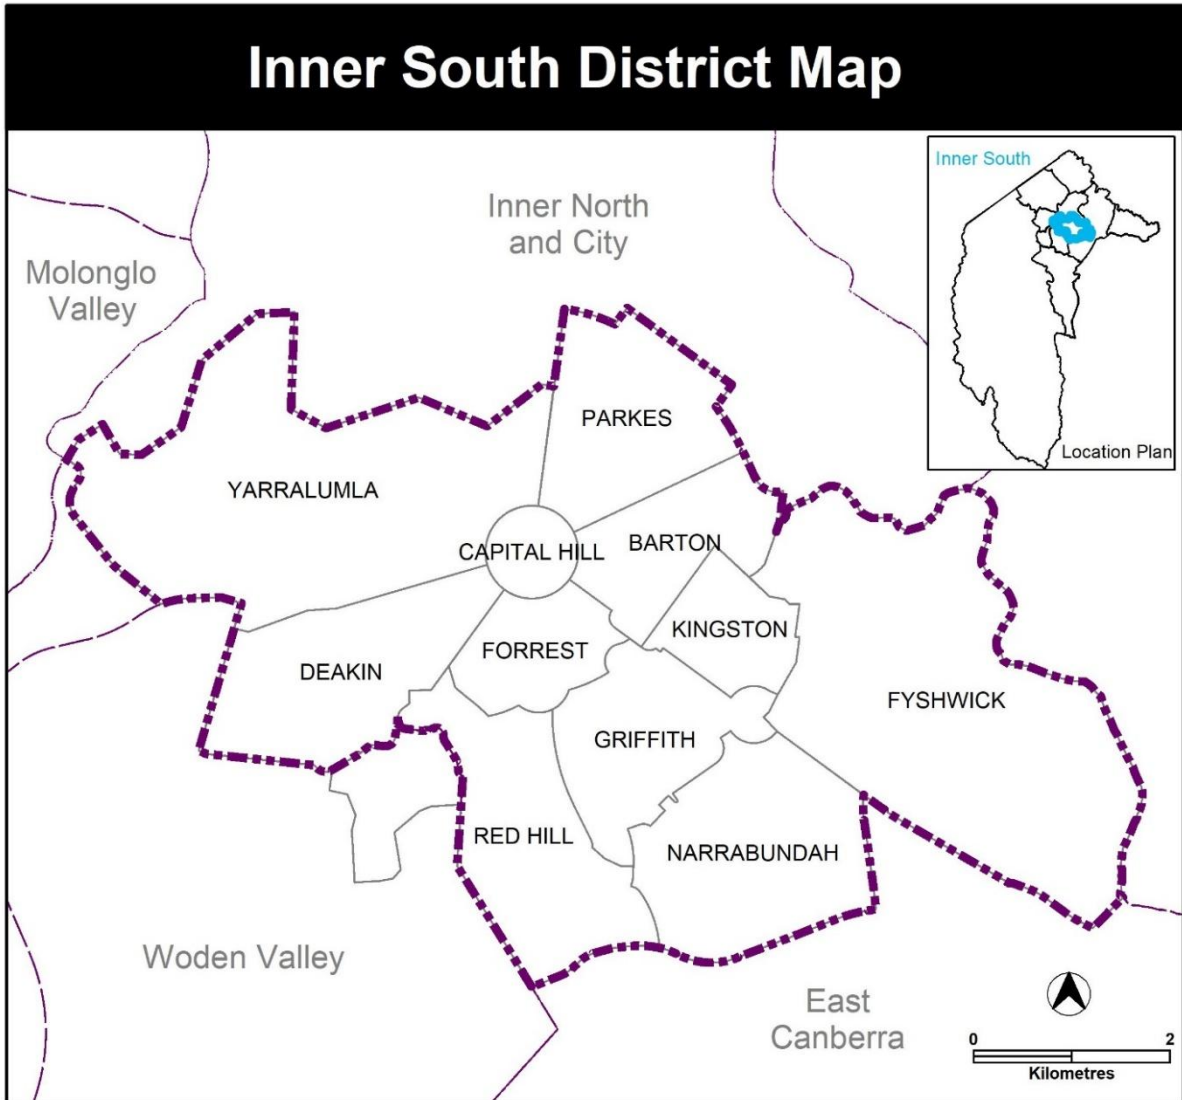 Inner South District Map
Inner South
Inner North
and City
Molonglo
Valley
PARKES
Location Plan
YARRALUMLA
CAPITAL HILL
BARTON
KINGSTON
FORREST
DEAKIN
FYSHWICK
GRIFFITH
RED HILL
NARRABUNDAH
Woden Valley
East
Canberra
0 2
Kilometres